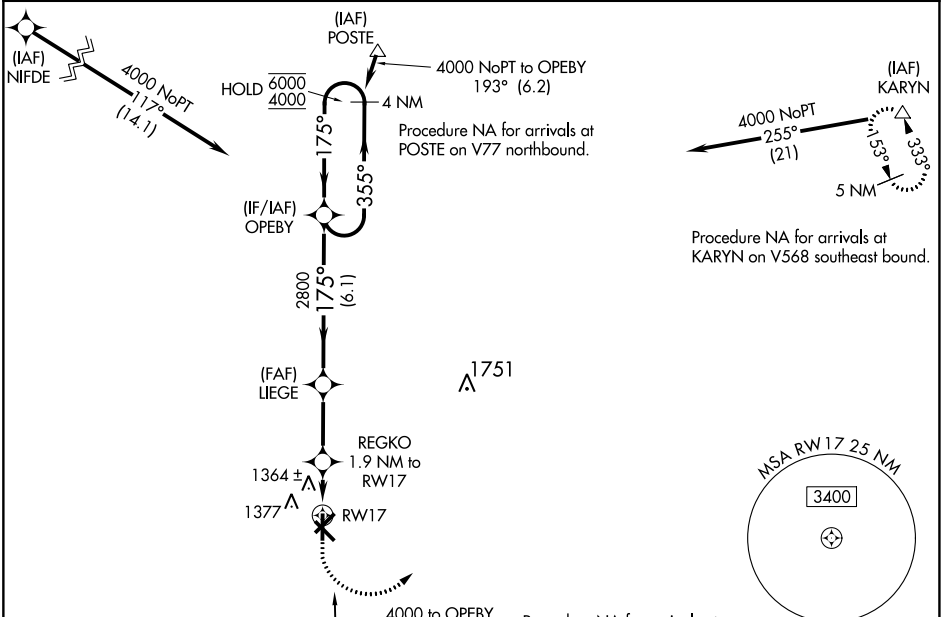 (IAF)
NIFDE
4000 NoPT
117°
(14.1)
(IAF)
POSTE
4000 NoPT to OPEBY
193° (6.2)
HOLD 6000
4000
4 NM
175°
355°
Procedure NA for arrivals at
POSTE on V77 northbound.
(IAF)
KARYN
4000 NoPT
255°
(21)
153°
333°
5 NM
Procedure NA for arrivals at
KARYN on V568 southeast bound.
(IF/IAF)
OPEBY
2800
175°
(6.1)
(FAF)
LIEGE
1751
REGKO
1.9 NM to
RW17
1364 ±
1377
RW17
MSA RW17 25 NM
3400
4000 to OPEBY